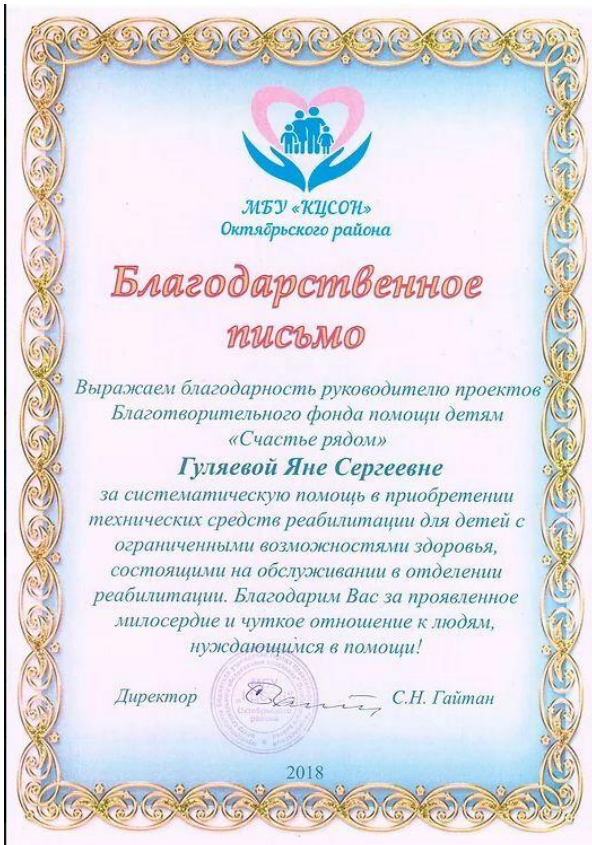 МБУ «КЦСОН»
Октябрьского района
Благодарственное
письмо
Выражаем благодарность руководителю проектов
Благотворительного фонда помощи детям
«Счастье рядом»
Гуляевой Яне Сергеевне
за систематическую помощь в приобретении
технических средств реабилитации для детей с
ограниченными возможностями здоровья,
состоящими на обслуживании в отделении
реабилитации. Благодарим Вас за проявленное
милосердие и чуткое отношение к людям,
нуждающимся в помощи!
Директор С.Н. Гайтан
Октябрьского
района
2018